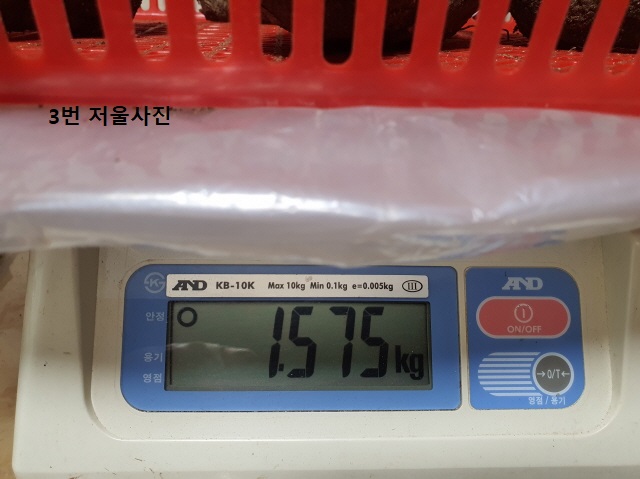 3번 저울사진
K
AND KB-10K Max 10kg Min 0.1kg e=0.005kg III
안정
용기
영점
1.575 kg
AND
ON/OFF
→0/T←
영점 / 용기